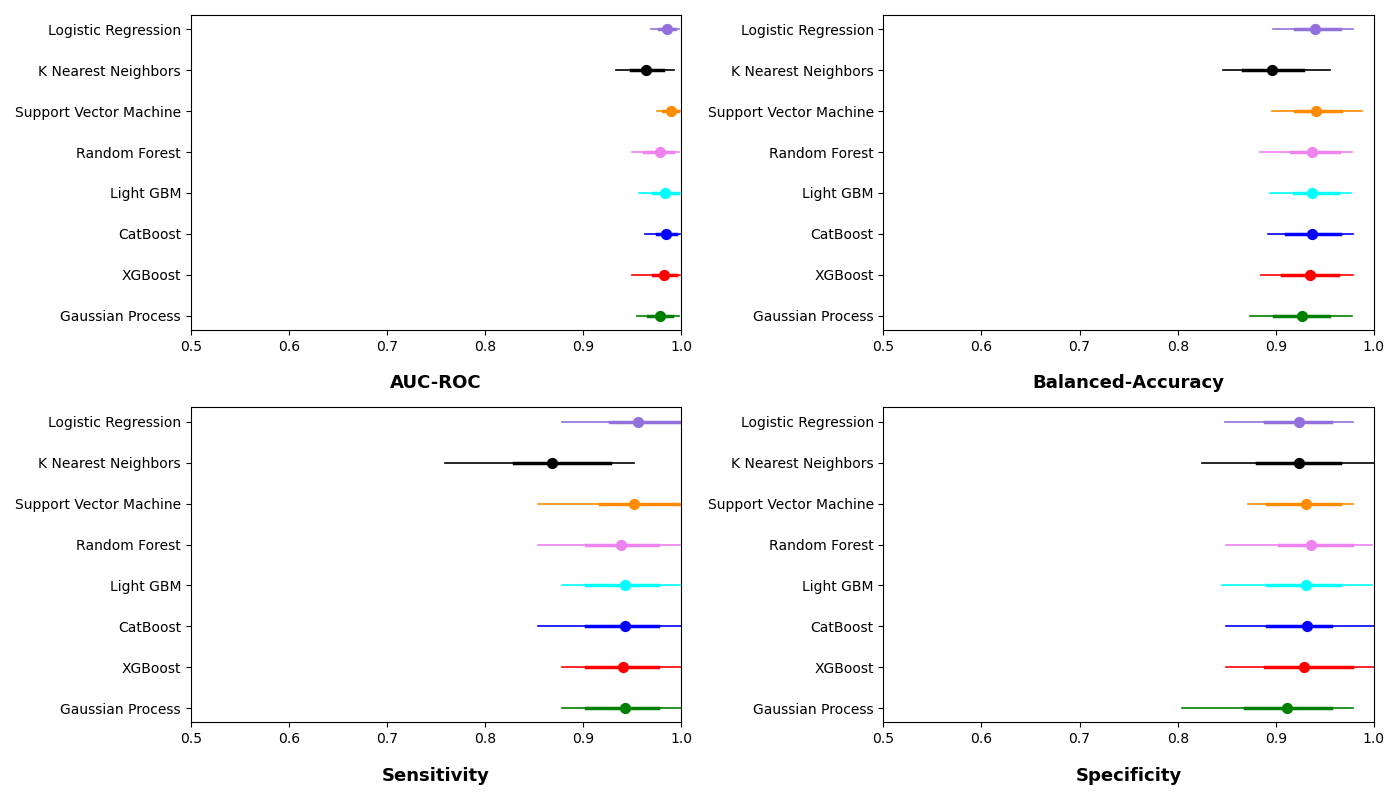 Logistic Regression
K Nearest Neighbors
Support Vector Machine
Random Forest
Light GBM
CatBoost
XGBoost
Gaussian Process
0.5 0.6 0.7 0.8 0.9 1.0
AUC-ROC
Logistic Regression
K Nearest Neighbors
Support Vector Machine
Random Forest
Light GBM
CatBoost
XGBoost
Gaussian Process
0.5 0.6 0.7 0.8 0.9 1.0
Balanced-Accuracy
Logistic Regression
K Nearest Neighbors
Support Vector Machine
Random Forest
Light GBM
CatBoost
XGBoost
Gaussian Process
0.5 0.6 0.7 0.8 0.9 1.0
Sensitivity
Logistic Regression
K Nearest Neighbors
Support Vector Machine
Random Forest
Light GBM
CatBoost
XGBoost
Gaussian Process
0.5 0.6 0.7 0.8 0.9 1.0
Specificity